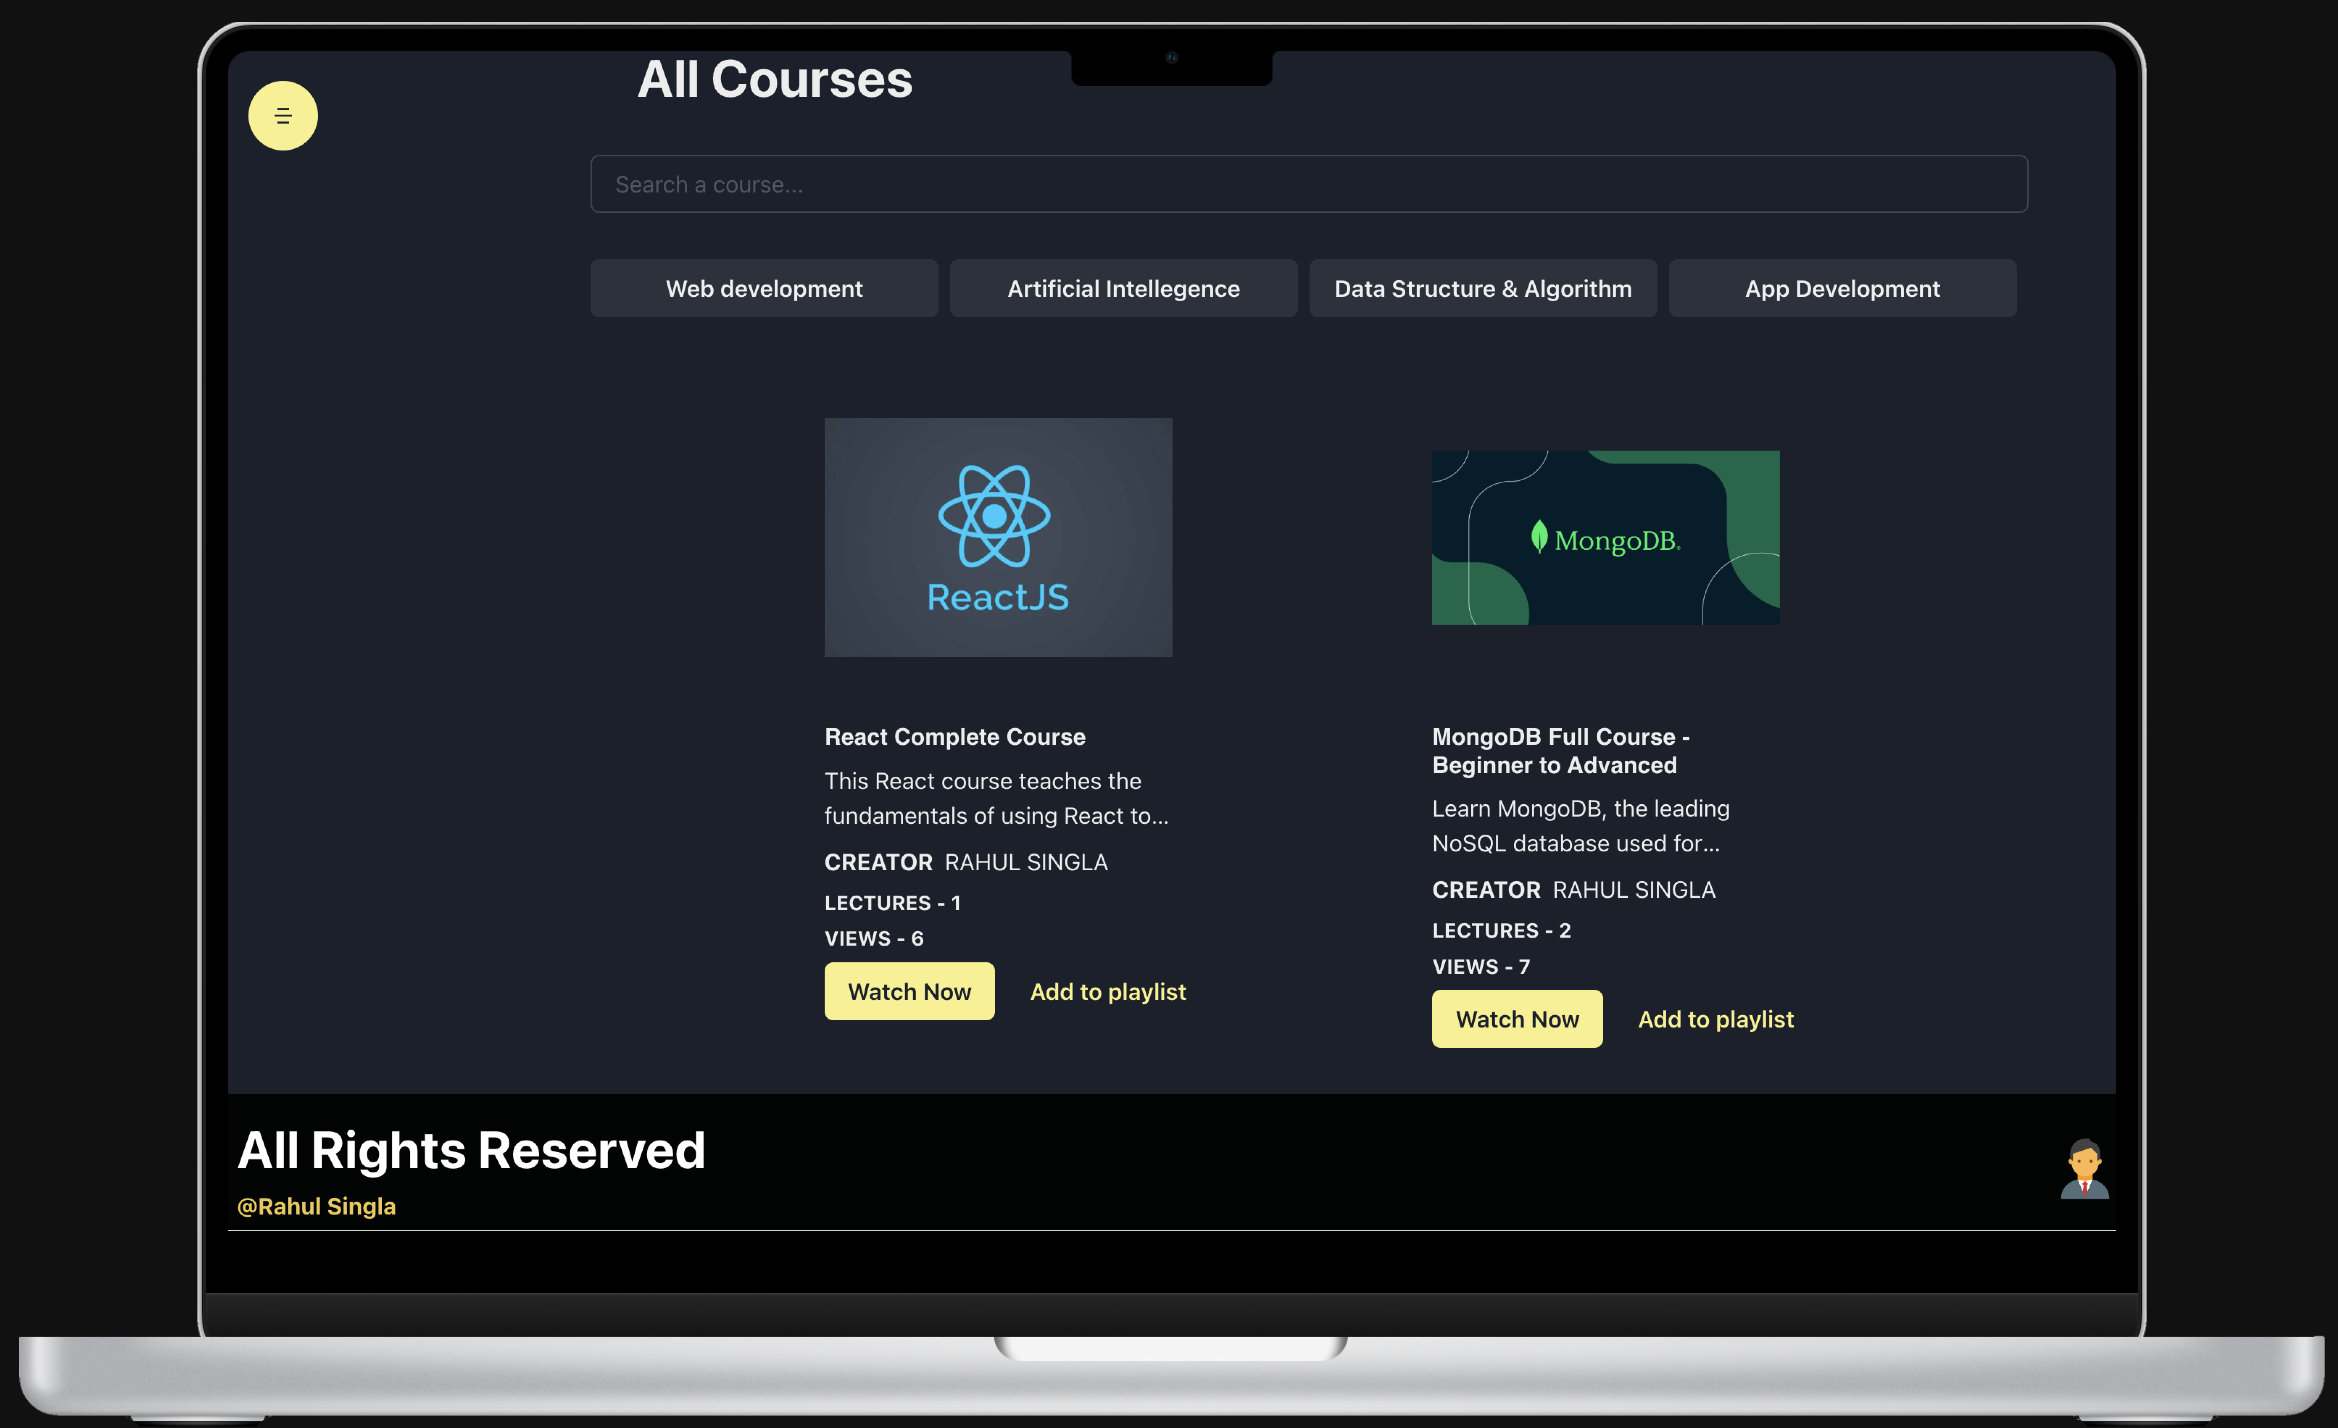 All Courses
Search a course...
Web development
Artificial Intellegence
Data Structure & Algorithm
App Development
ReactJS
MongoDB.
React Complete Course
This React course teaches the
fundamentals of using React to...
CREATOR RAHUL SINGLA
LECTURES - 1
VIEWS - 6
Watch Now
Add to playlist
MongoDB Full Course -
Beginner to Advanced
Learn MongoDB, the leading
NoSQL database used for...
CREATOR RAHUL SINGLA
LECTURES - 2
VIEWS - 7
Watch Now
Add to playlist
All Rights Reserved
@Rahul Singla